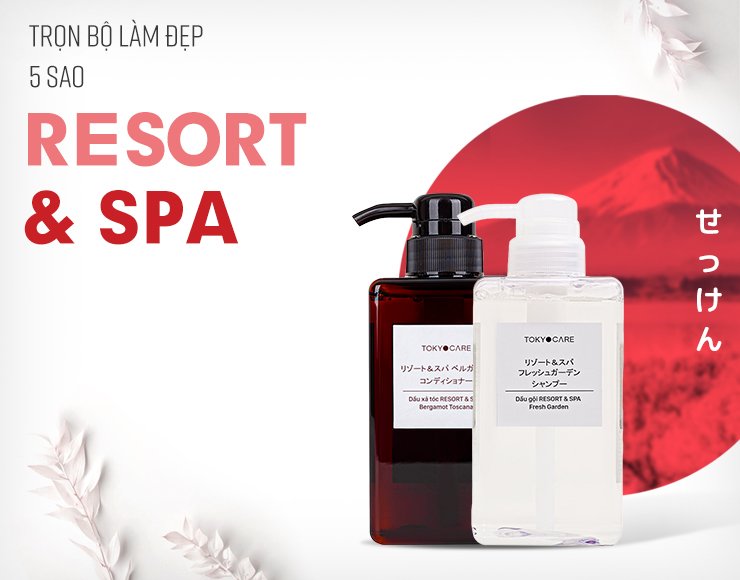 TRỌN BỘ LÀM ĐẸP
5 SAO
RESORT
& SPA
せっけん
TOKYOCARE
リゾート&スパ ベルガ
コンディショナー
Dầu xả tóc RESORT & S
Bergamot Toscana
TOKYOCARE
リゾート&スパ
フレッシュガーデン
シャンプー
Dầu gội RESORT & SPA
Fresh Garden